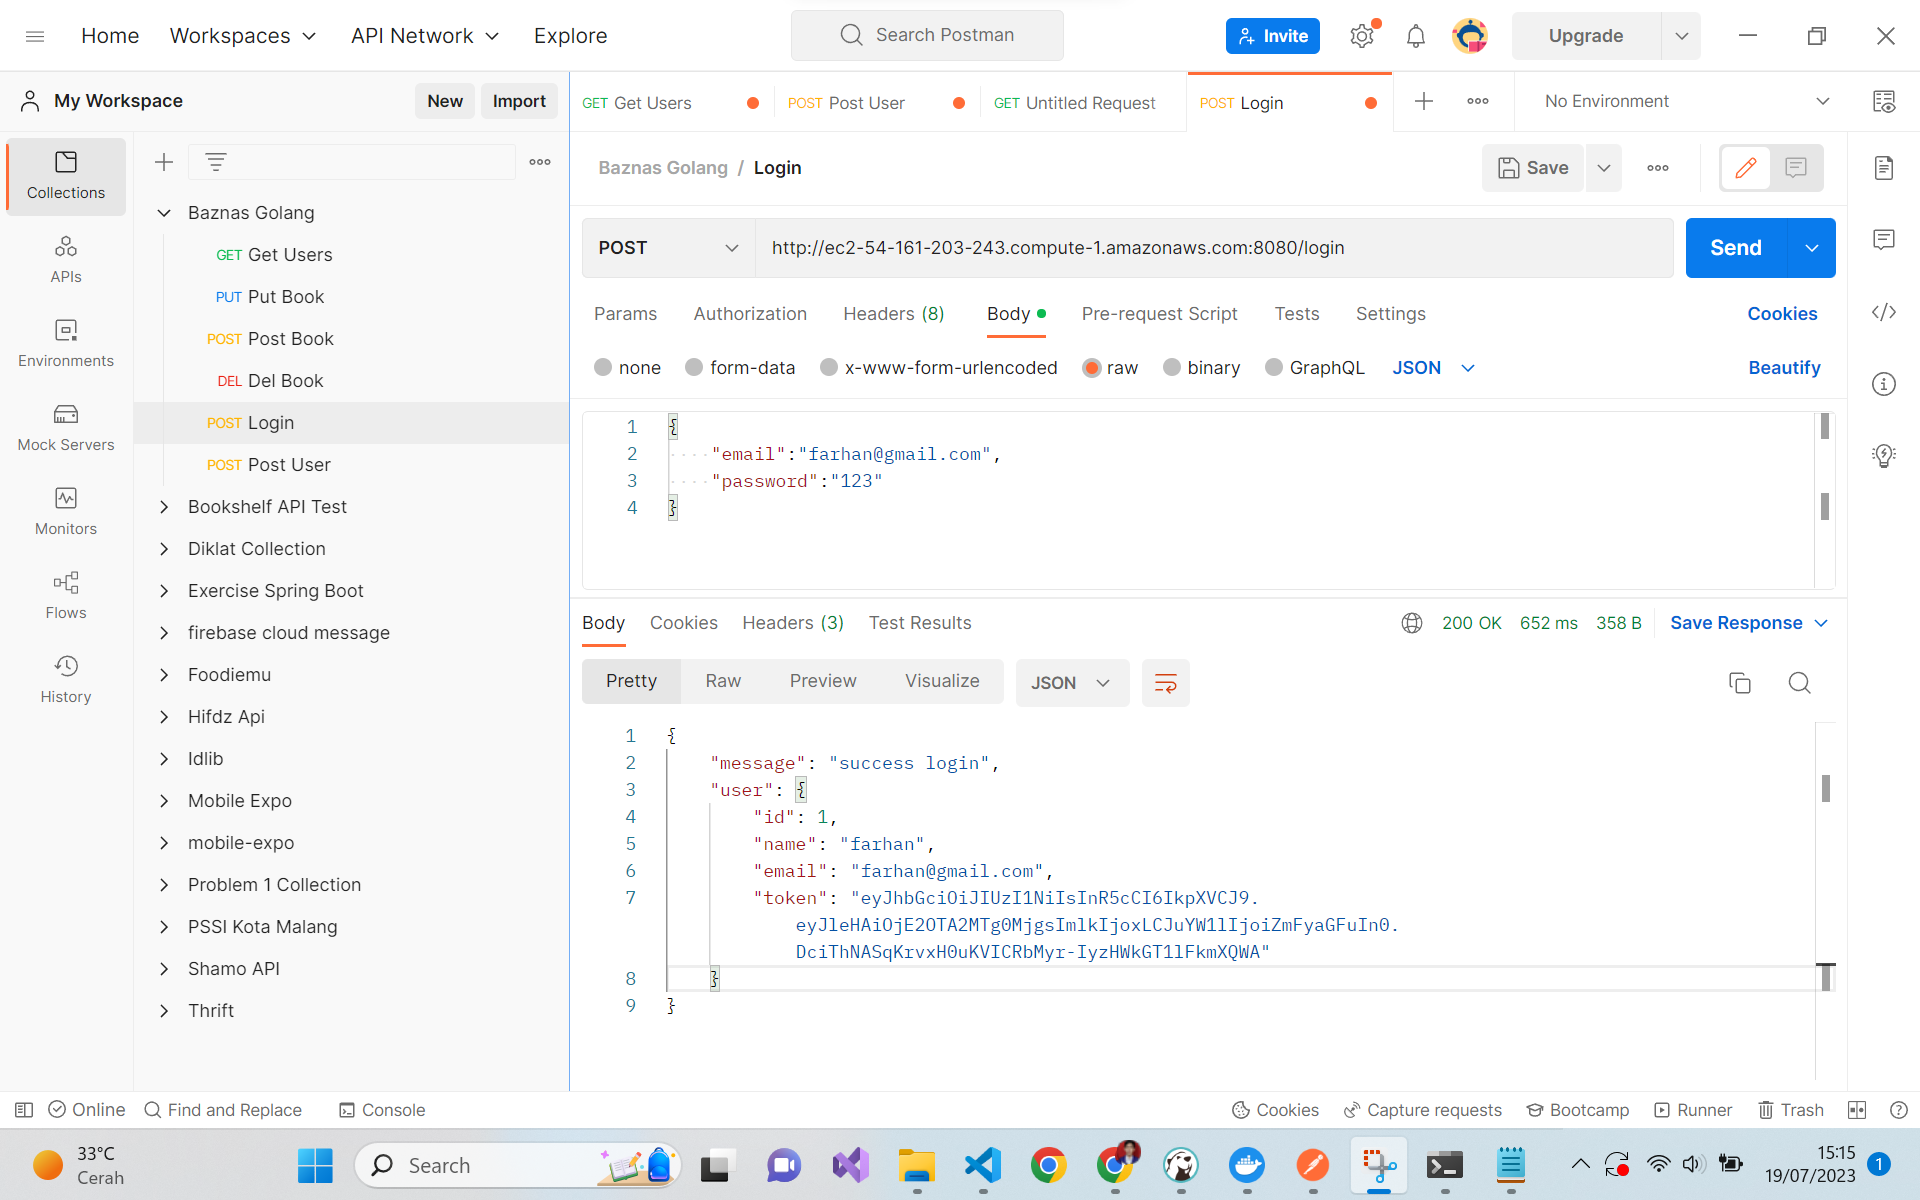 Home
Workspaces
API Network
Explore
Search Postman
Invite
Upgrade
My Workspace
New
Import
GET Get Users
POST Post User
GET Untitled Request
POST Login
No Environment
Collections
APIs
Environments
Mock Servers
Monitors
Flows
History
Baznas Golang
GET Get Users
PUT Put Book
POST Post Book
DEL Del Book
POST Login
POST Post User
Bookshelf API Test
Diklat Collection
Exercise Spring Boot
firebase cloud message
Foodiemu
Hifdz Api
Idlib
Mobile Expo
mobile-expo
Problem 1 Collection
PSSI Kota Malang
Shamo API
Thrift
Baznas Golang / Login
Save
POST
http://ec2-54-161-203-243.compute-1.amazonaws.com:8080/login
Send
Params
Authorization
Headers (8)
Body
Pre-request Script
Tests
Settings
Cookies
none
form-data
x-www-form-urlencoded
raw
binary
GraphQL
JSON
Beautify
1 {
2 "email":"farhan@gmail.com",
3 "password":"123"
4 }
Body
Cookies
Headers (3)
Test Results
200 OK
652 ms
358 B
Save Response
Pretty
Raw
Preview
Visualize
JSON
1 {
2 "message": "success login",
3 "user": {
4 "id": 1,
5 "name": "farhan",
6 "email": "farhan@gmail.com",
7 "token": "eyJhbGciOiJIUzI1NiIsInR5cCI6IkpXVCJ9.
eyJleHAiOjE2OTA2MTg0MjgsImlkIjoxLCJuYW1lIjoiZmFyaGFuIn0.
DciThNASqKrvxH0uKVICRbMyr-IyzHWkGT1lFkmXQWA"
8 }
9 }
Online
Find and Replace
Console
Cookies
Capture requests
Bootcamp
Runner
Trash
33°C
Cerah
Search
15:15
19/07/2023
1